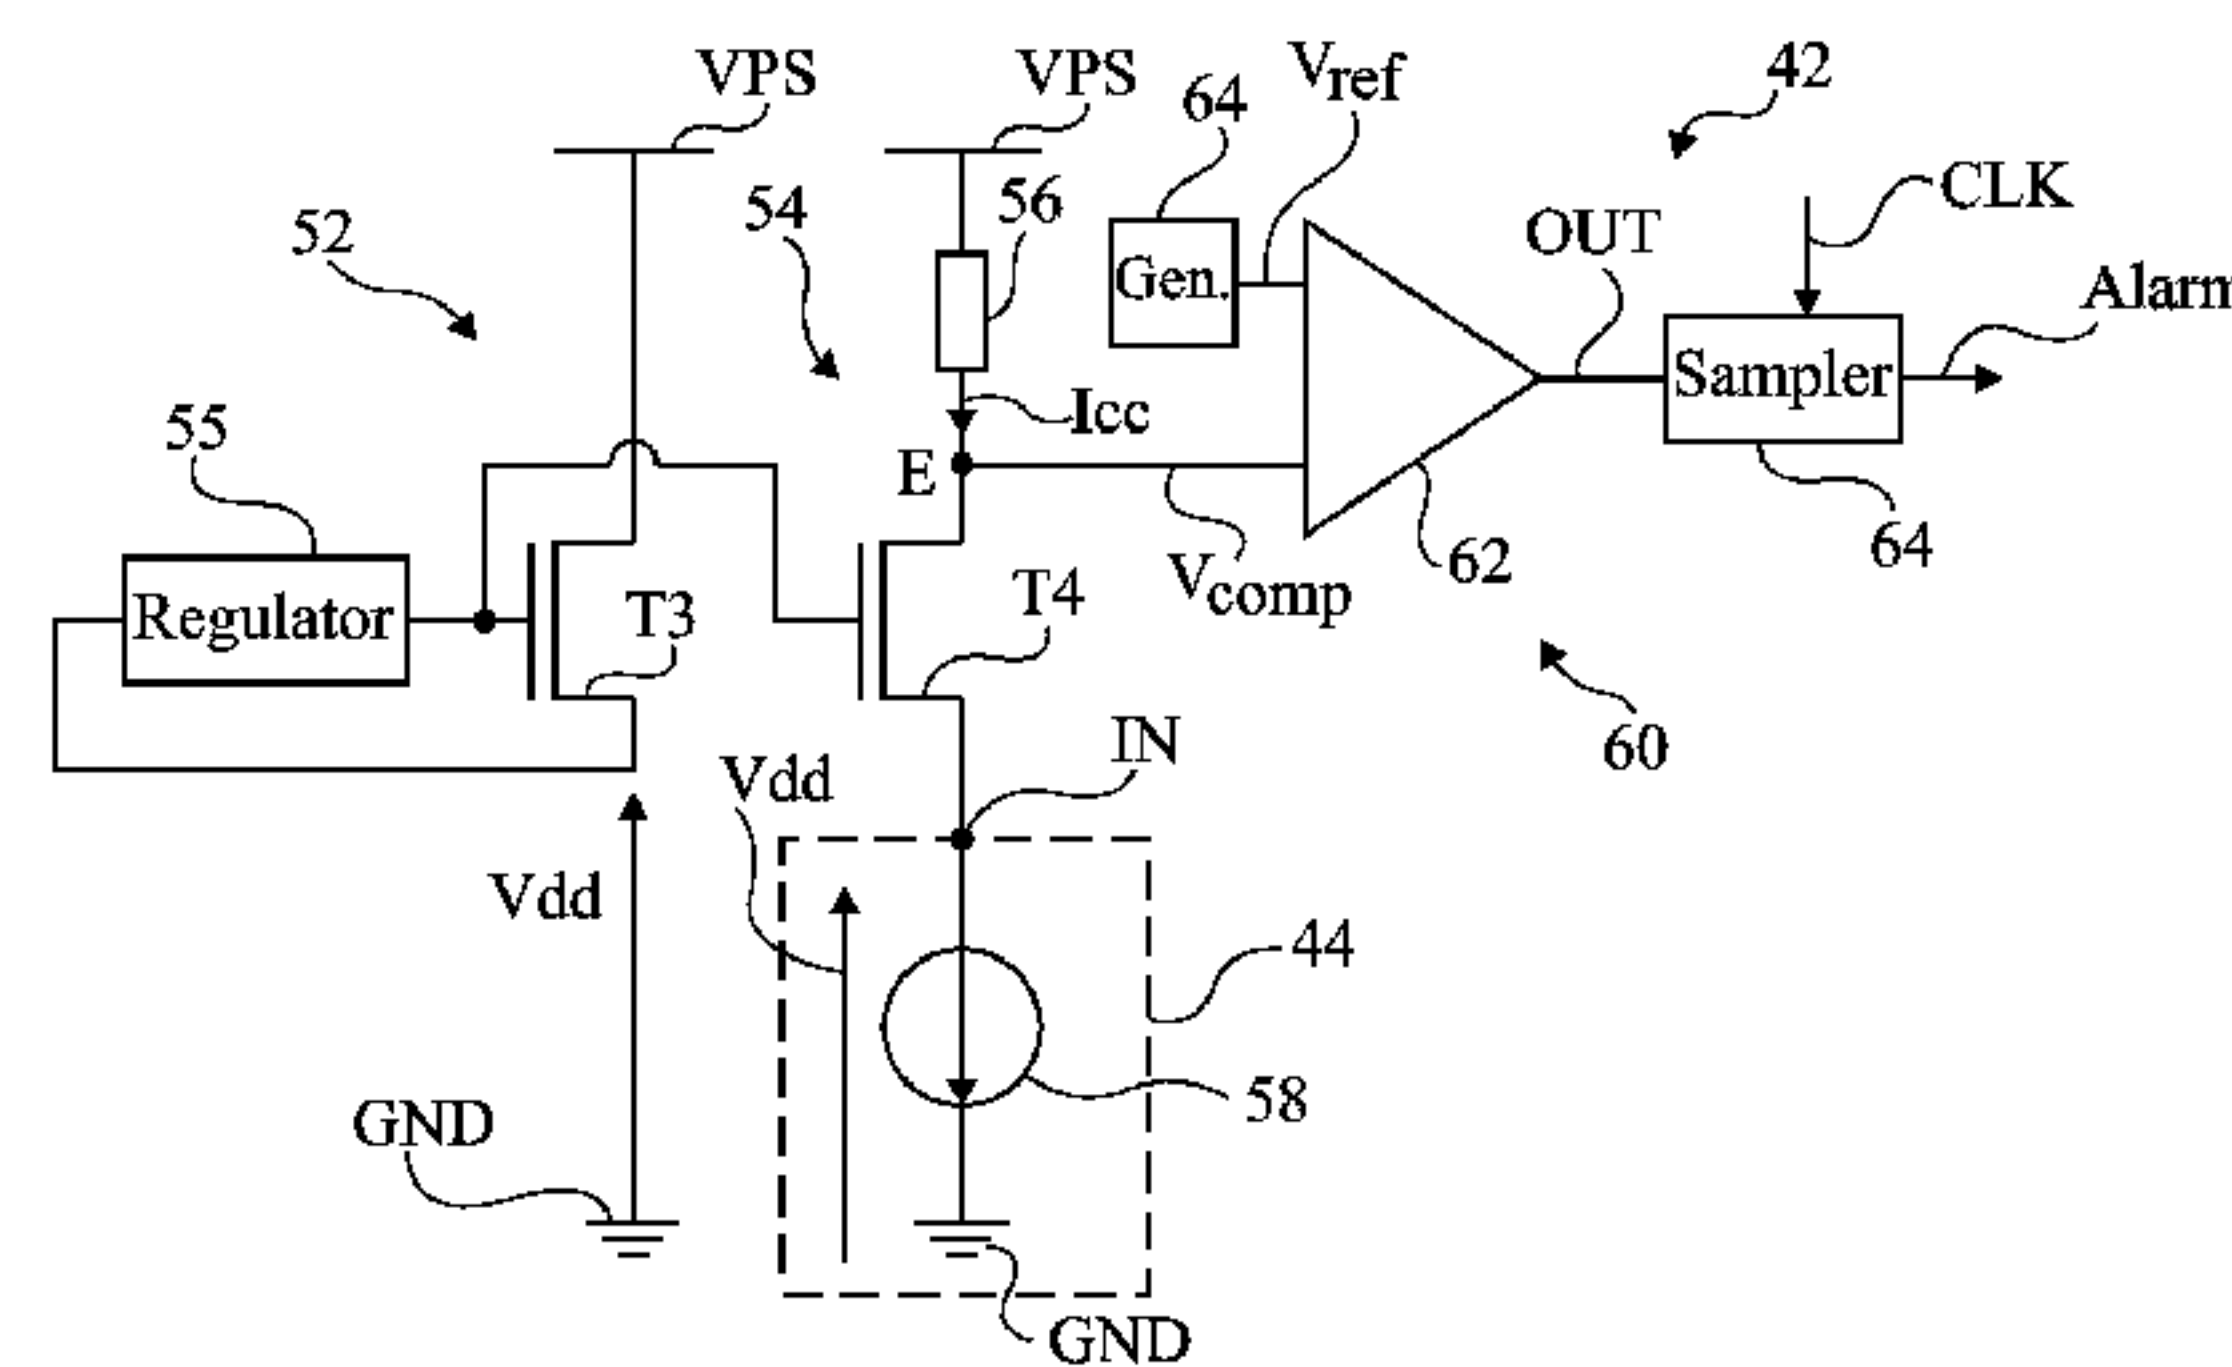 VPS
VPS
Vref
64
42
CLK
56
54
52
OUT
Gen.
Alarm
Sampler
Icc
55
E
64
62
Vcomp
T4
Regulator
T3
IN
60
Vdd
Vdd
44
58
GND
GND